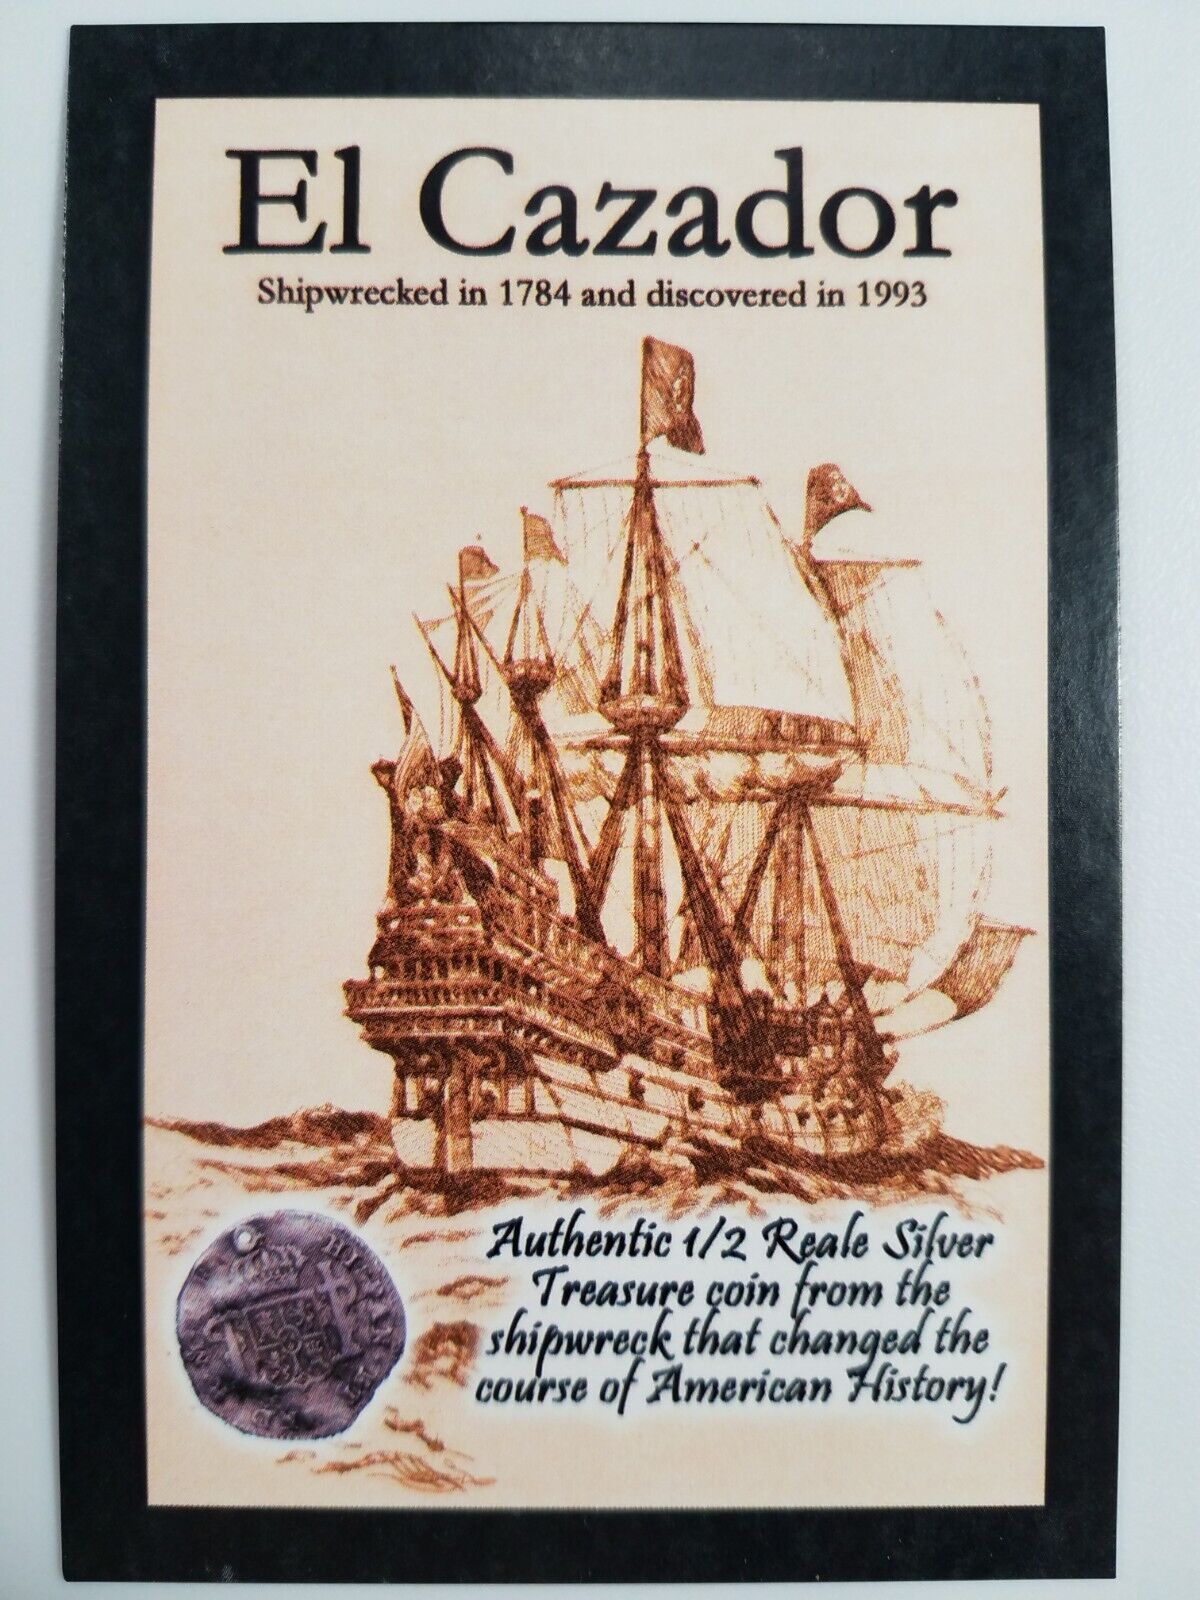 El Cazador
Shipwrecked in 1784 and discovered in 1993
Authentic 1/2 Reale Silver
Treasure coin from the
shipwreck that changed the
course of American History!